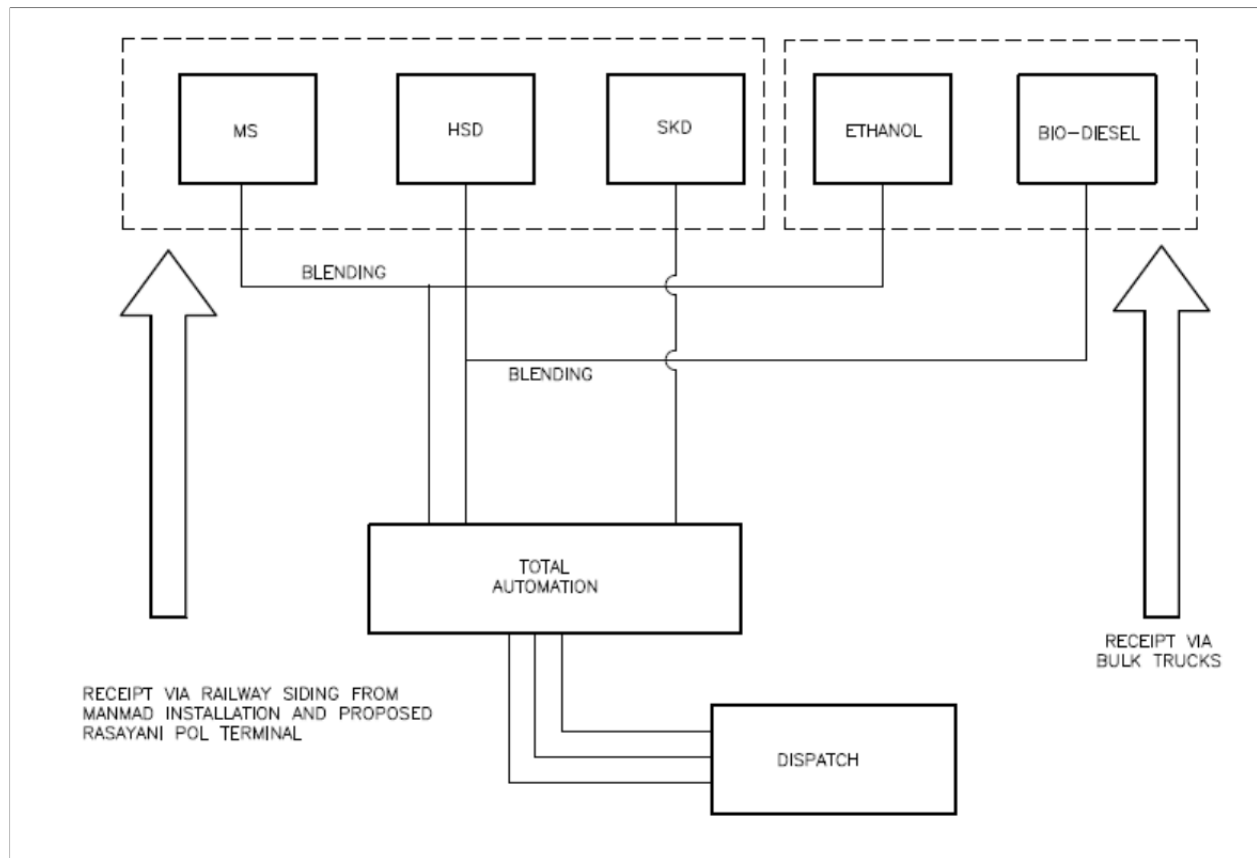 MS
HSD
SKD
ETHANOL
BIO-DIESEL
BLENDING
BLENDING
TOTAL
AUTOMATION
RECEIPT VIA
BULK TRUCKS
RECEIPT VIA RAILWAY SIDING FROM
MANMAD INSTALLATION AND PROPOSED
RASAYANI POL TERMINAL
DISPATCH